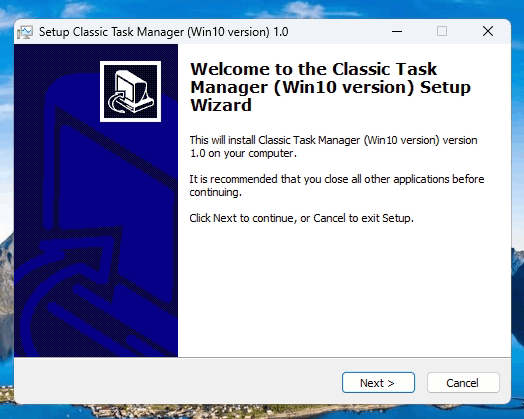 Setup Classic Task Manager (Win10 version) 1.0
Welcome to the Classic Task
Manager (Win10 version) Setup
Wizard
This will install Classic Task Manager (Win10 version) version
1.0 on your computer.
It is recommended that you close all other applications before
continuing.
Click Next to continue, or Cancel to exit Setup.
Next >
Cancel